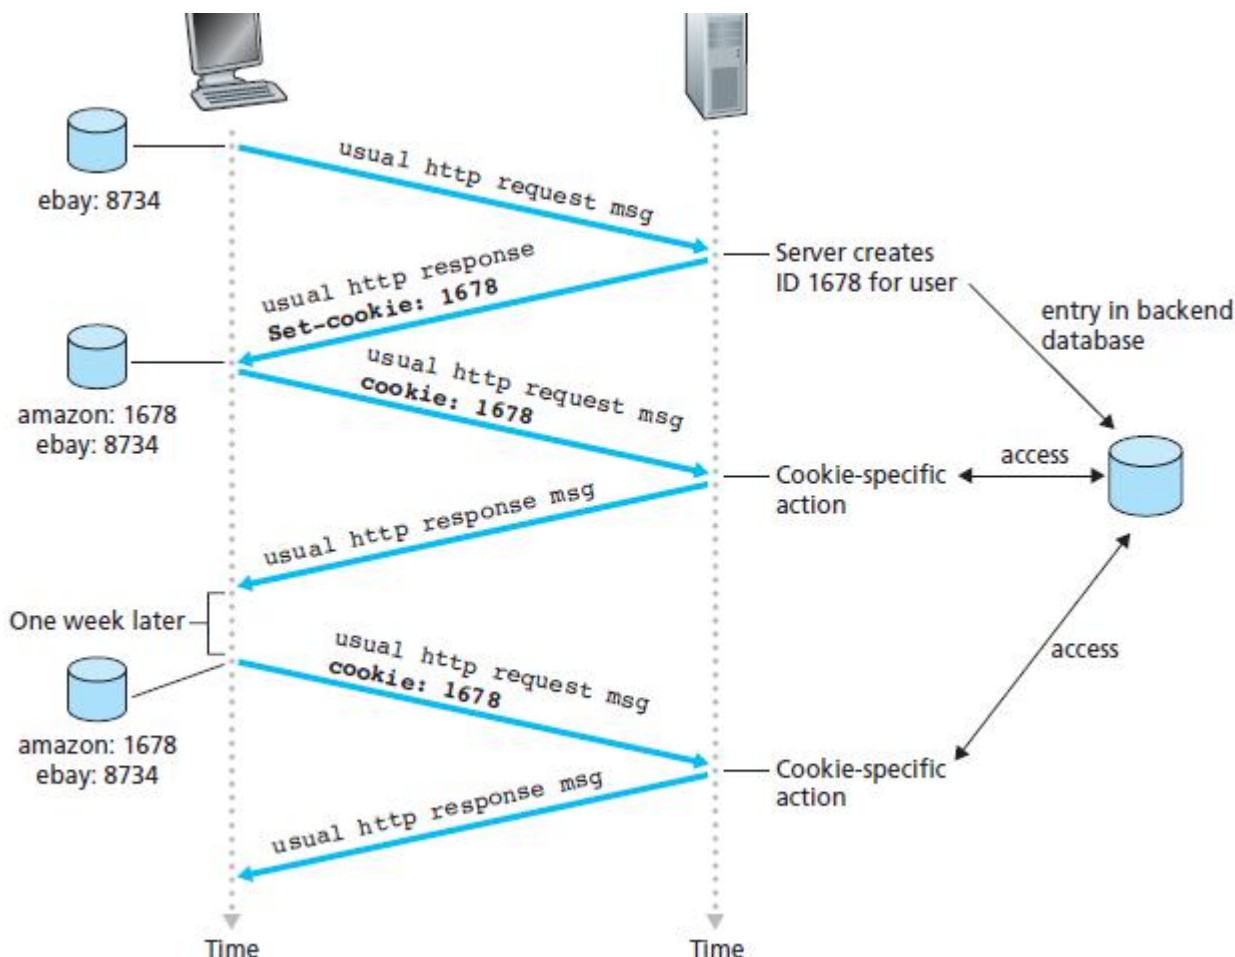 usual http request msg
ebay: 8734
Server creates
ID 1678 for user
usual http response
Set-cookie: 1678
entry in backend
database
usual http request msg
cookie: 1678
amazon: 1678
ebay: 8734
access
Cookie-specific
action
usual http response msg
One week later
usual http request msg
cookie: 1678
access
amazon: 1678
ebay: 8734
Cookie-specific
action
usual http response msg
Time
Time